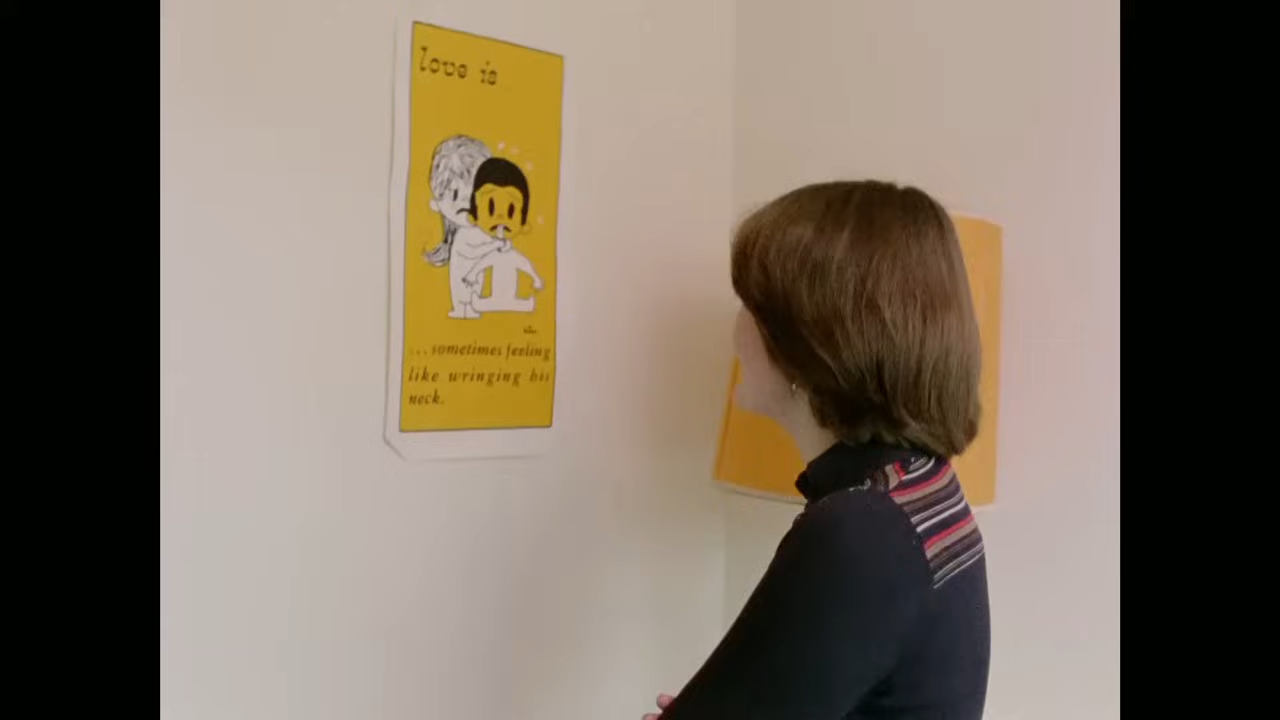 love is
...sometimes feeling
like wringing his
neck.